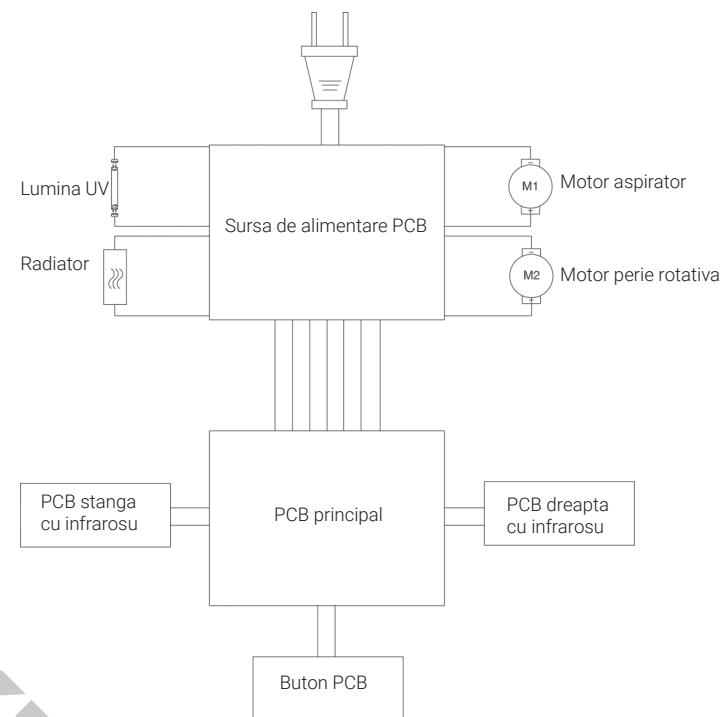 Lumina UV
M1
Motor aspirator
Sursa de alimentare PCB
Radiator
M2
Motor perie rotativa
PCB stanga
cu infrarosu
PCB principal
PCB dreapta
cu infrarosu
Buton PCB